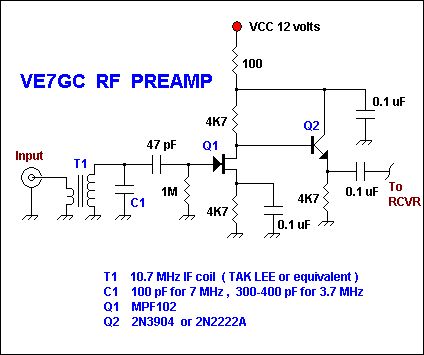 VCC 12 volts
100
VE7GC RF PREAMP
4K7
0.1 uF
Q2
47 pF
Q1
Input
T1
1M
C1
4K7
0.1 uF
4K7
0.1 uF
To
RCVR
T1 10.7 MHz IF coil ( TAK LEE or equivalent )
C1 100 pF for 7 MHz , 300-400 pF for 3.7 MHz
Q1 MPF102
Q2 2N3904 or 2N2222A